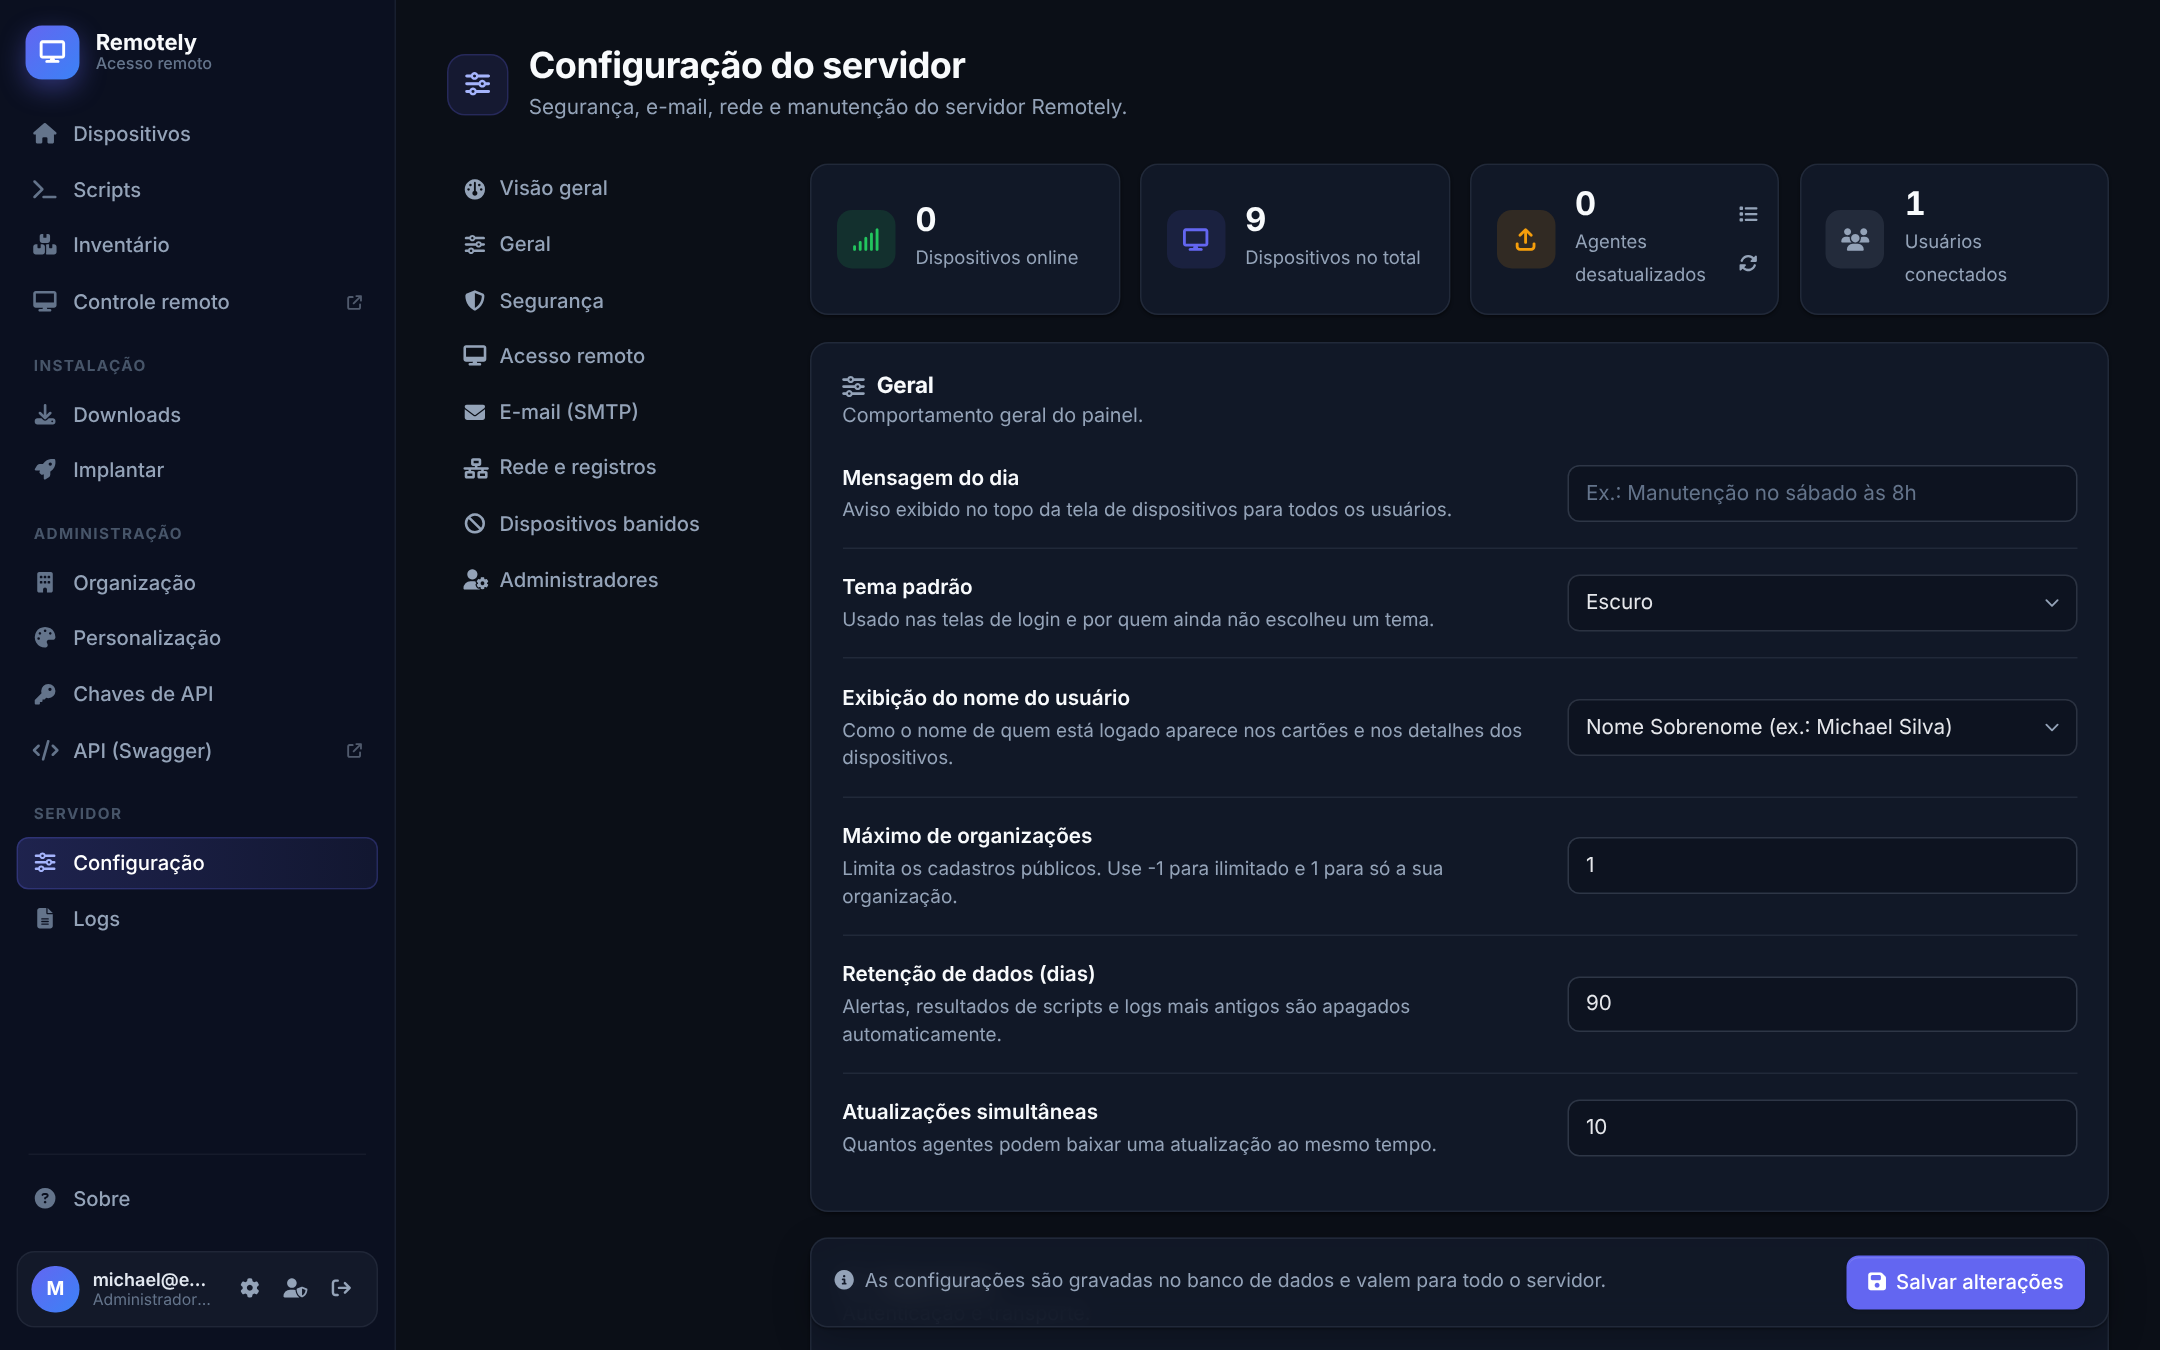 Remotely
Acesso remoto
Dispositivos
Scripts
Inventário
Controle remoto
INSTALAÇÃO
Downloads
Implantar
ADMINISTRAÇÃO
Organização
Personalização
Chaves de API
API (Swagger)
SERVIDOR
Configuração
Logs
Sobre
M
michael@e...
Administrador...
Configuração do servidor
Segurança, e-mail, rede e manutenção do servidor Remotely.
Visão geral
Geral
Segurança
Acesso remoto
E-mail (SMTP)
Rede e registros
Dispositivos banidos
Administradores
0
Dispositivos online
9
Dispositivos no total
0
Agentes
desatualizados
1
Usuários
conectados
Geral
Comportamento geral do painel.
Mensagem do dia
Aviso exibido no topo da tela de dispositivos para todos os usuários.
Ex.: Manutenção no sábado às 8h
Tema padrão
Usado nas telas de login e por quem ainda não escolheu um tema.
Escuro
Exibição do nome do usuário
Como o nome de quem está logado aparece nos cartões e nos detalhes dos
dispositivos.
Nome Sobrenome (ex.: Michael Silva)
Máximo de organizações
Limita os cadastros públicos. Use -1 para ilimitado e 1 para só a sua
organização.
1
Retenção de dados (dias)
Alertas, resultados de scripts e logs mais antigos são apagados
automaticamente.
90
Atualizações simultâneas
Quantos agentes podem baixar uma atualização ao mesmo tempo.
10
As configurações são gravadas no banco de dados e valem para todo o servidor.
Salvar alterações